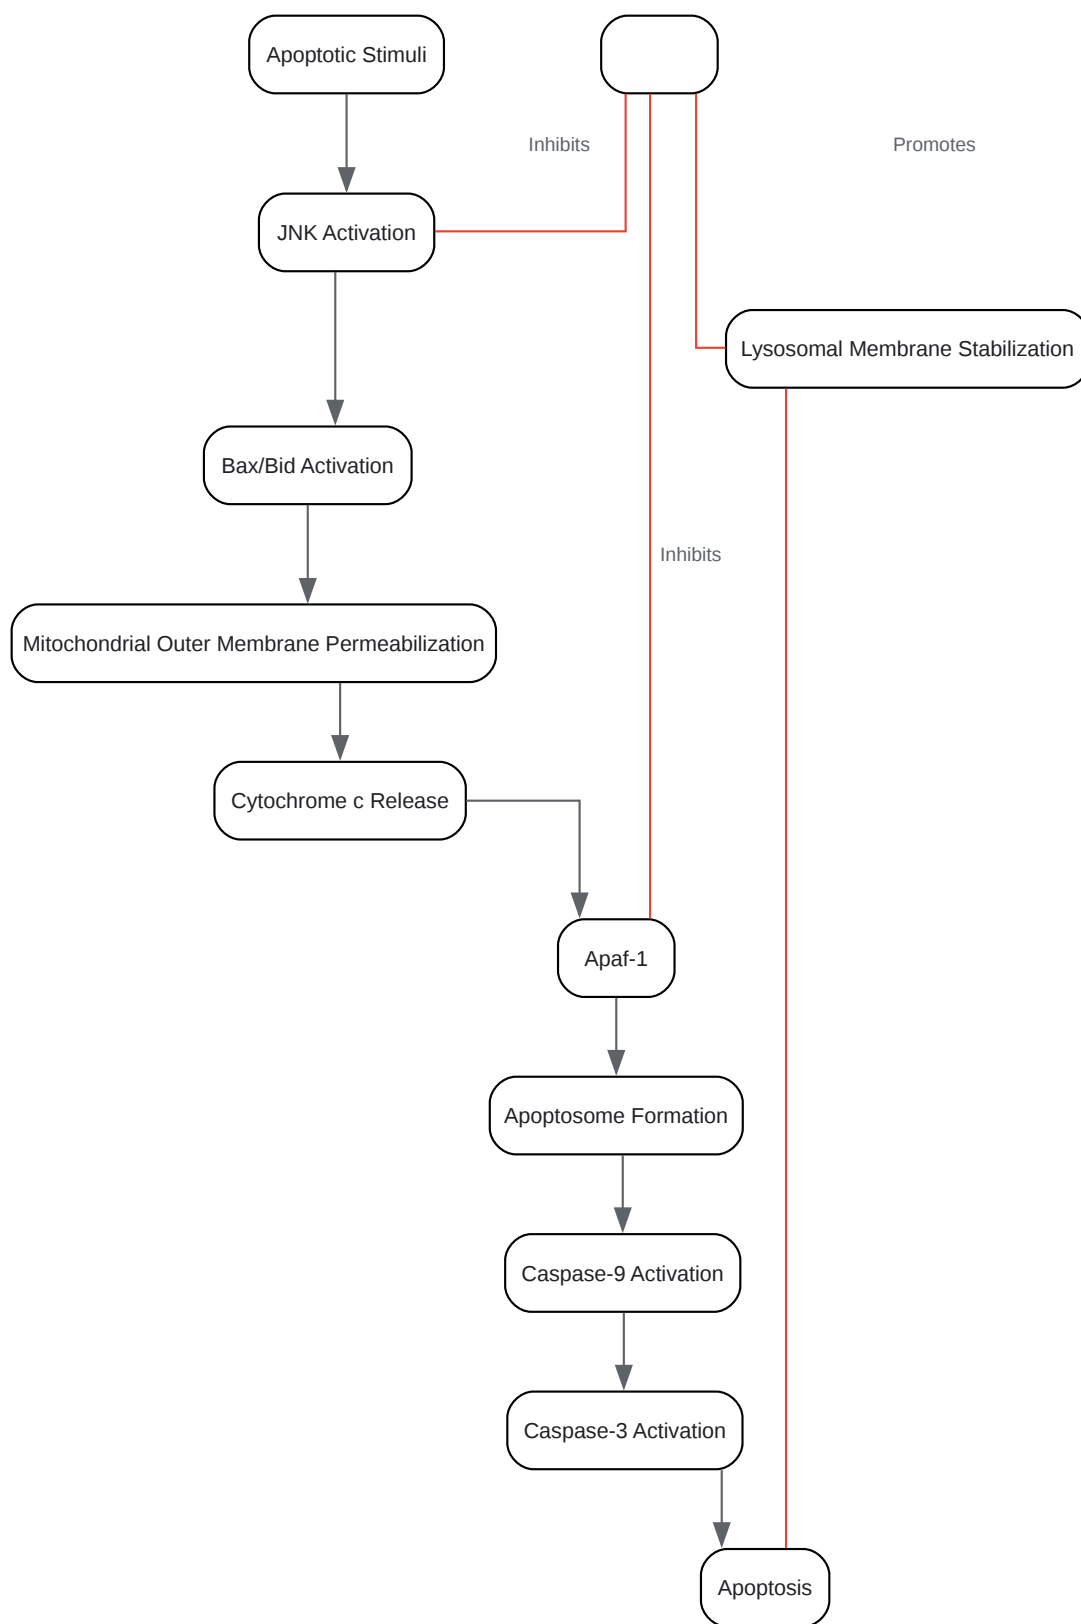 Apoptotic Stimuli
Inhibits
Promotes
JNK Activation
Lysosomal Membrane Stabilization
Bax/Bid Activation
Inhibits
Mitochondrial Outer Membrane Permeabilization
Cytochrome c Release
Apaf-1
Apoptosome Formation
Caspase-9 Activation
Caspase-3 Activation
Apoptosis